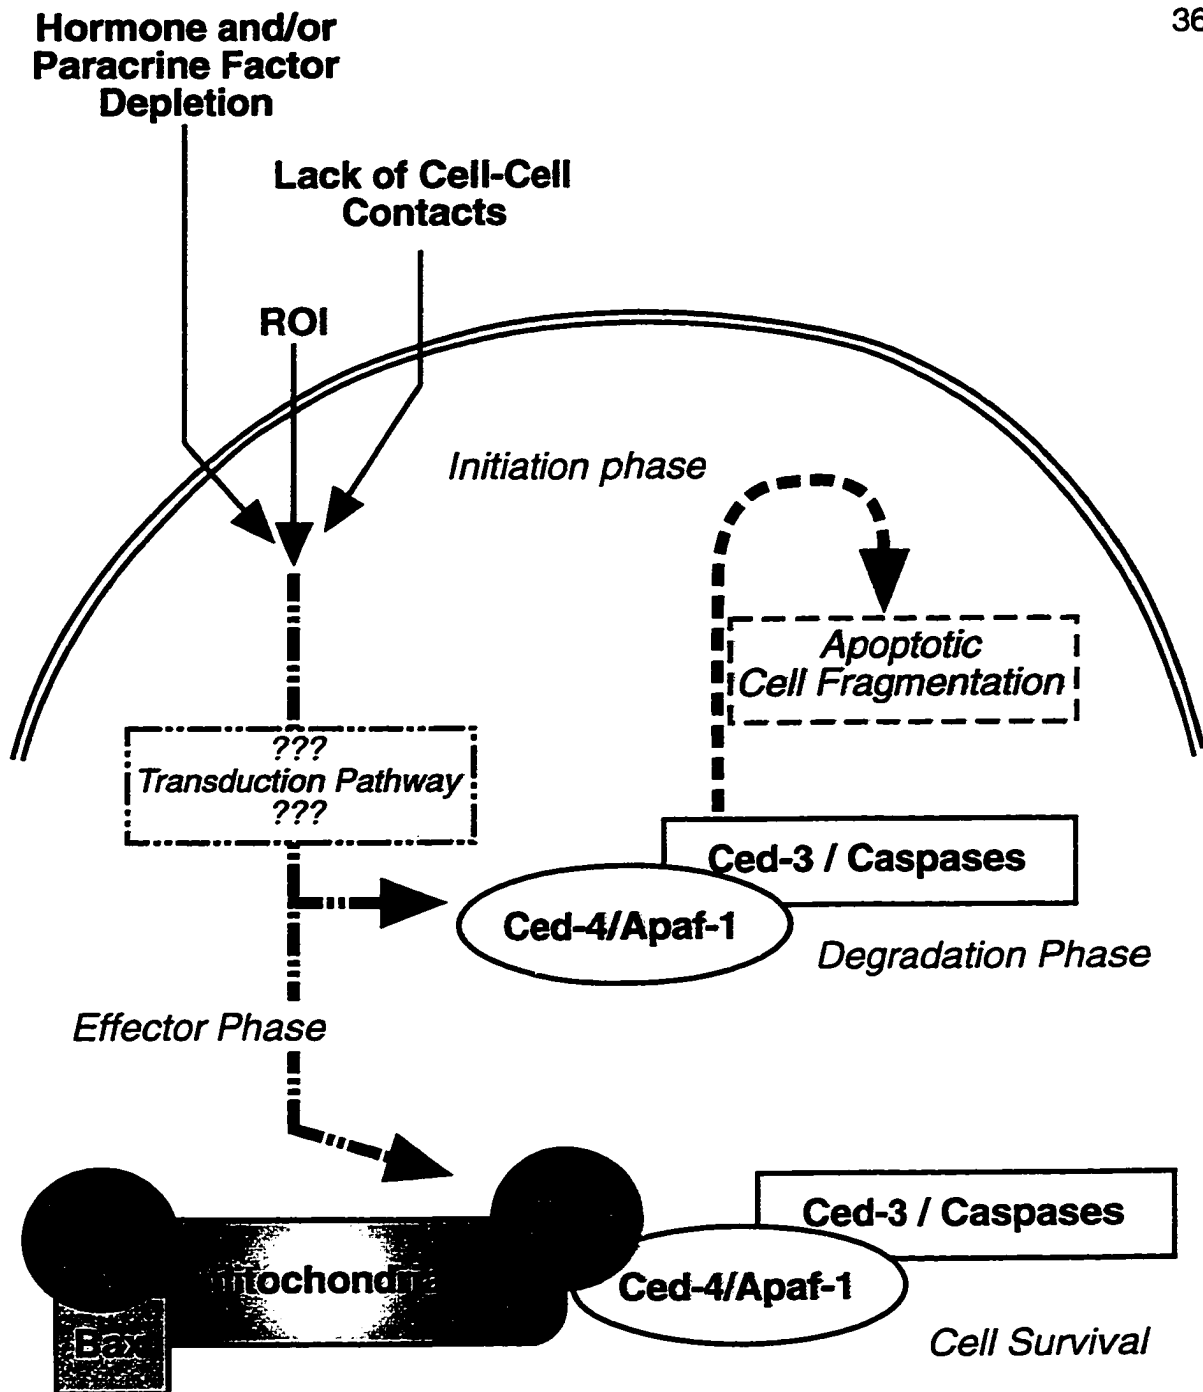 36
Hormone and/or
Paracrine Factor
Depletion
Lack of Cell-Cell
Contacts
ROI
Initiation phase
Apoptotic
Cell Fragmentation
???
Transduction Pathway
???
Ced-3 / Caspases
Ced-4/Apaf-1
Degradation Phase
Effector Phase
Ced-3 / Caspases
Mitochondria
Ced-4/Apaf-1
Bax
Cell Survival